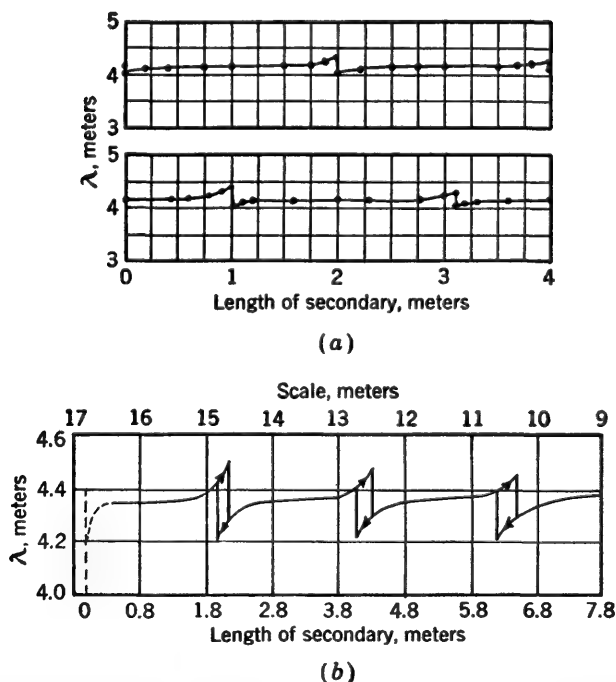 5
4
3
5
4
3
λ, meters
0 1 2 3 4
Length of secondary, meters
(a)
Scale, meters
17 16 15 14 13 12 11 10 9
4.6
4.4
4.2
4.0
λ, meters
0 0.8 1.8 2.8 3.8 4.8 5.8 6.8 7.8
Length of secondary, meters
(b)